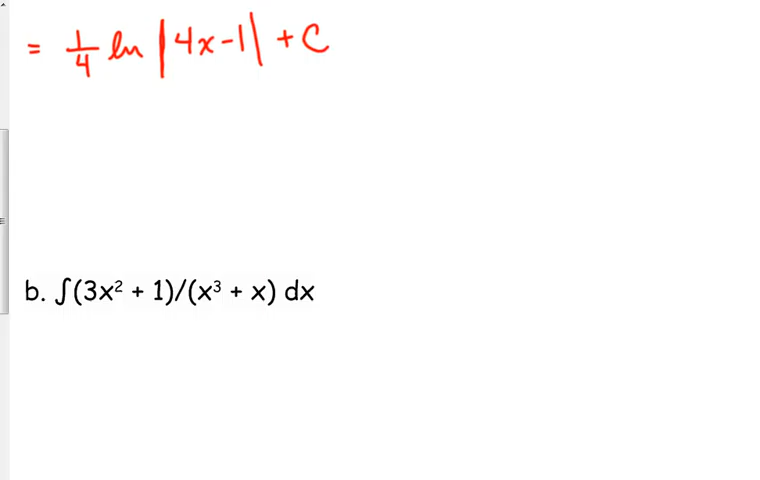 = 1/4 ln |4x-1| + C
b. ∫(3x² + 1)/(x³ + x) dx